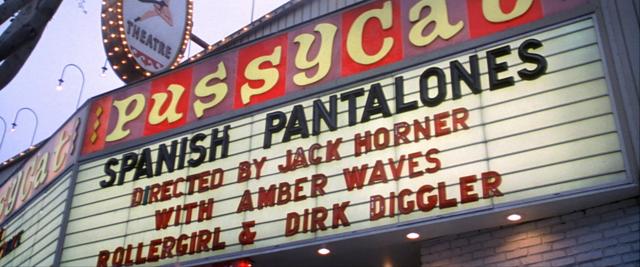 THEATRE
Pussycat
SPANISH PANTALONES
DIRECTED BY JACK HORNER
WITH AMBER WAVES
ROLLERGIRL & DIRK DIGGLER